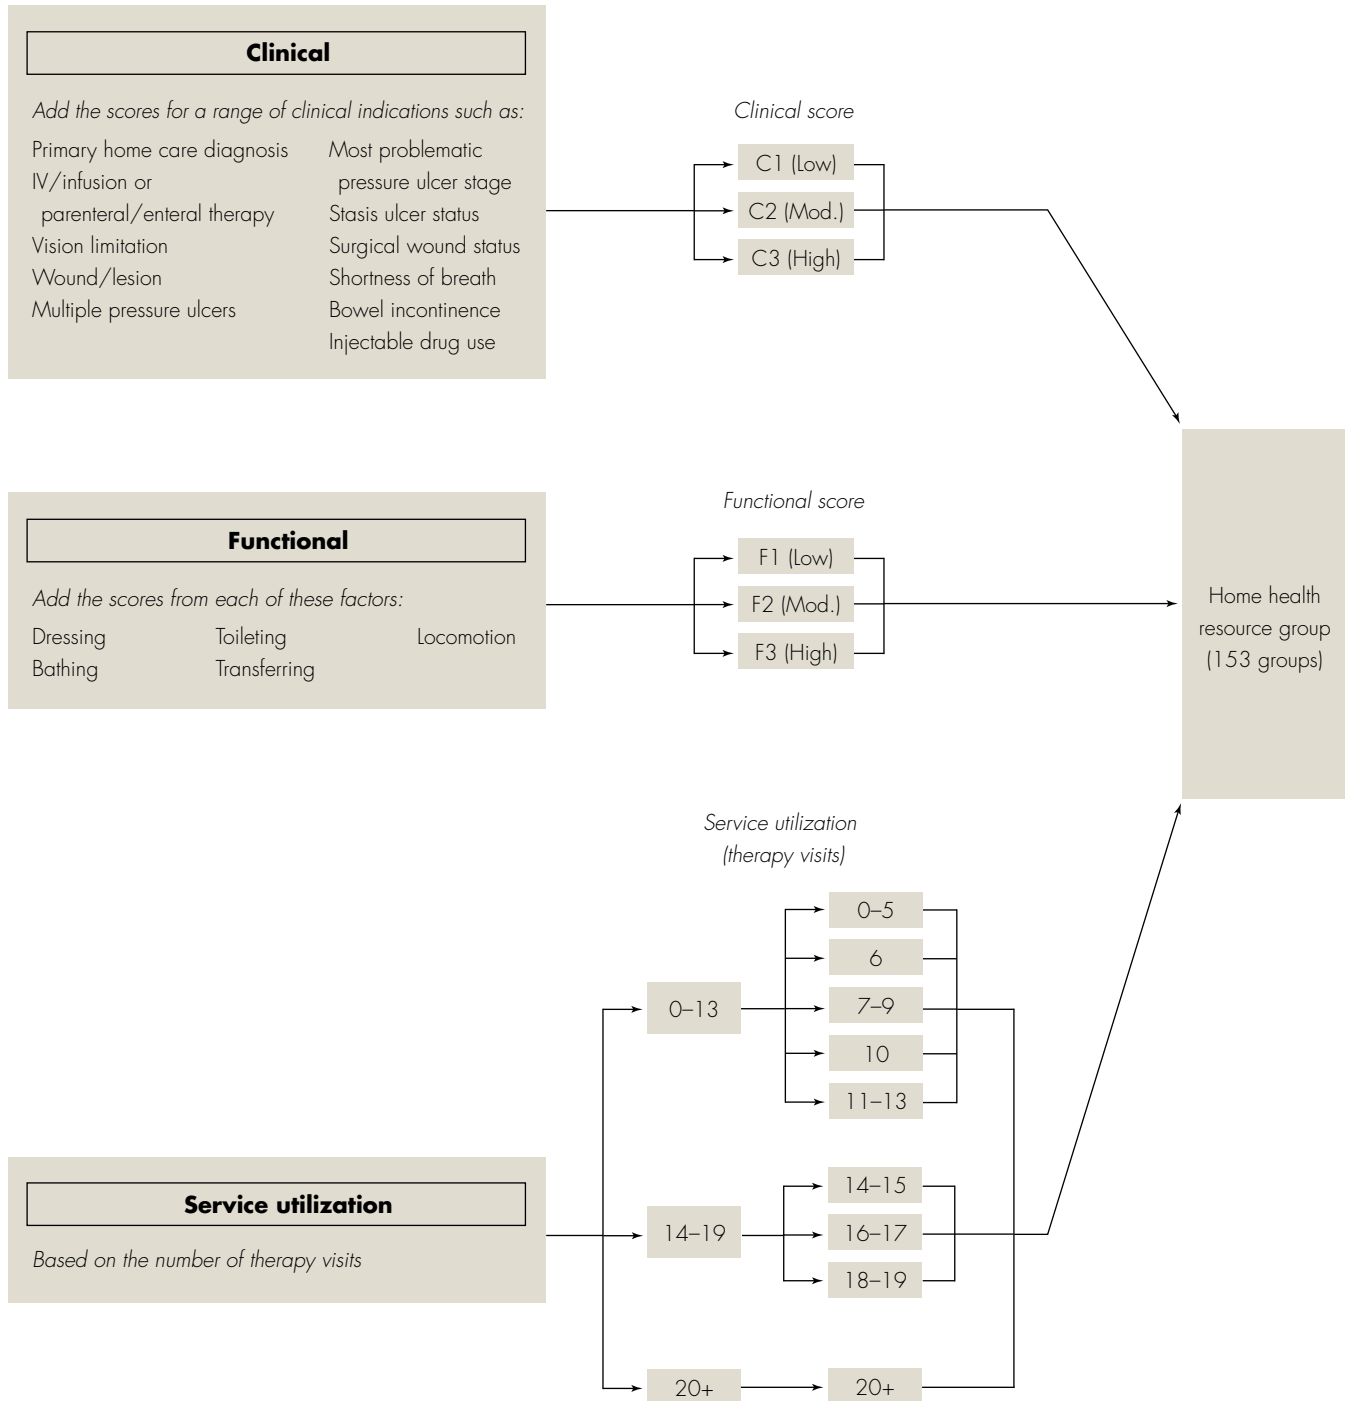 Clinical
Add the scores for a range of clinical indications such as:
Primary home care diagnosis
IV/infusion or
parenteral/enteral therapy
Vision limitation
Wound/lesion
Multiple pressure ulcers
Most problematic
pressure ulcer stage
Stasis ulcer status
Surgical wound status
Shortness of breath
Bowel incontinence
Injectable drug use
Clinical score
C1 (Low)
C2 (Mod.)
C3 (High)
Functional
Add the scores from each of these factors:
Dressing Toileting Locomotion
Bathing Transferring
Functional score
F1 (Low)
F2 (Mod.)
F3 (High)
Home health
resource group
(153 groups)
Service utilization
(therapy visits)
0–13
0–5
6
7–9
10
11–13
Service utilization
Based on the number of therapy visits
14–19
14–15
16–17
18–19
20+
20+